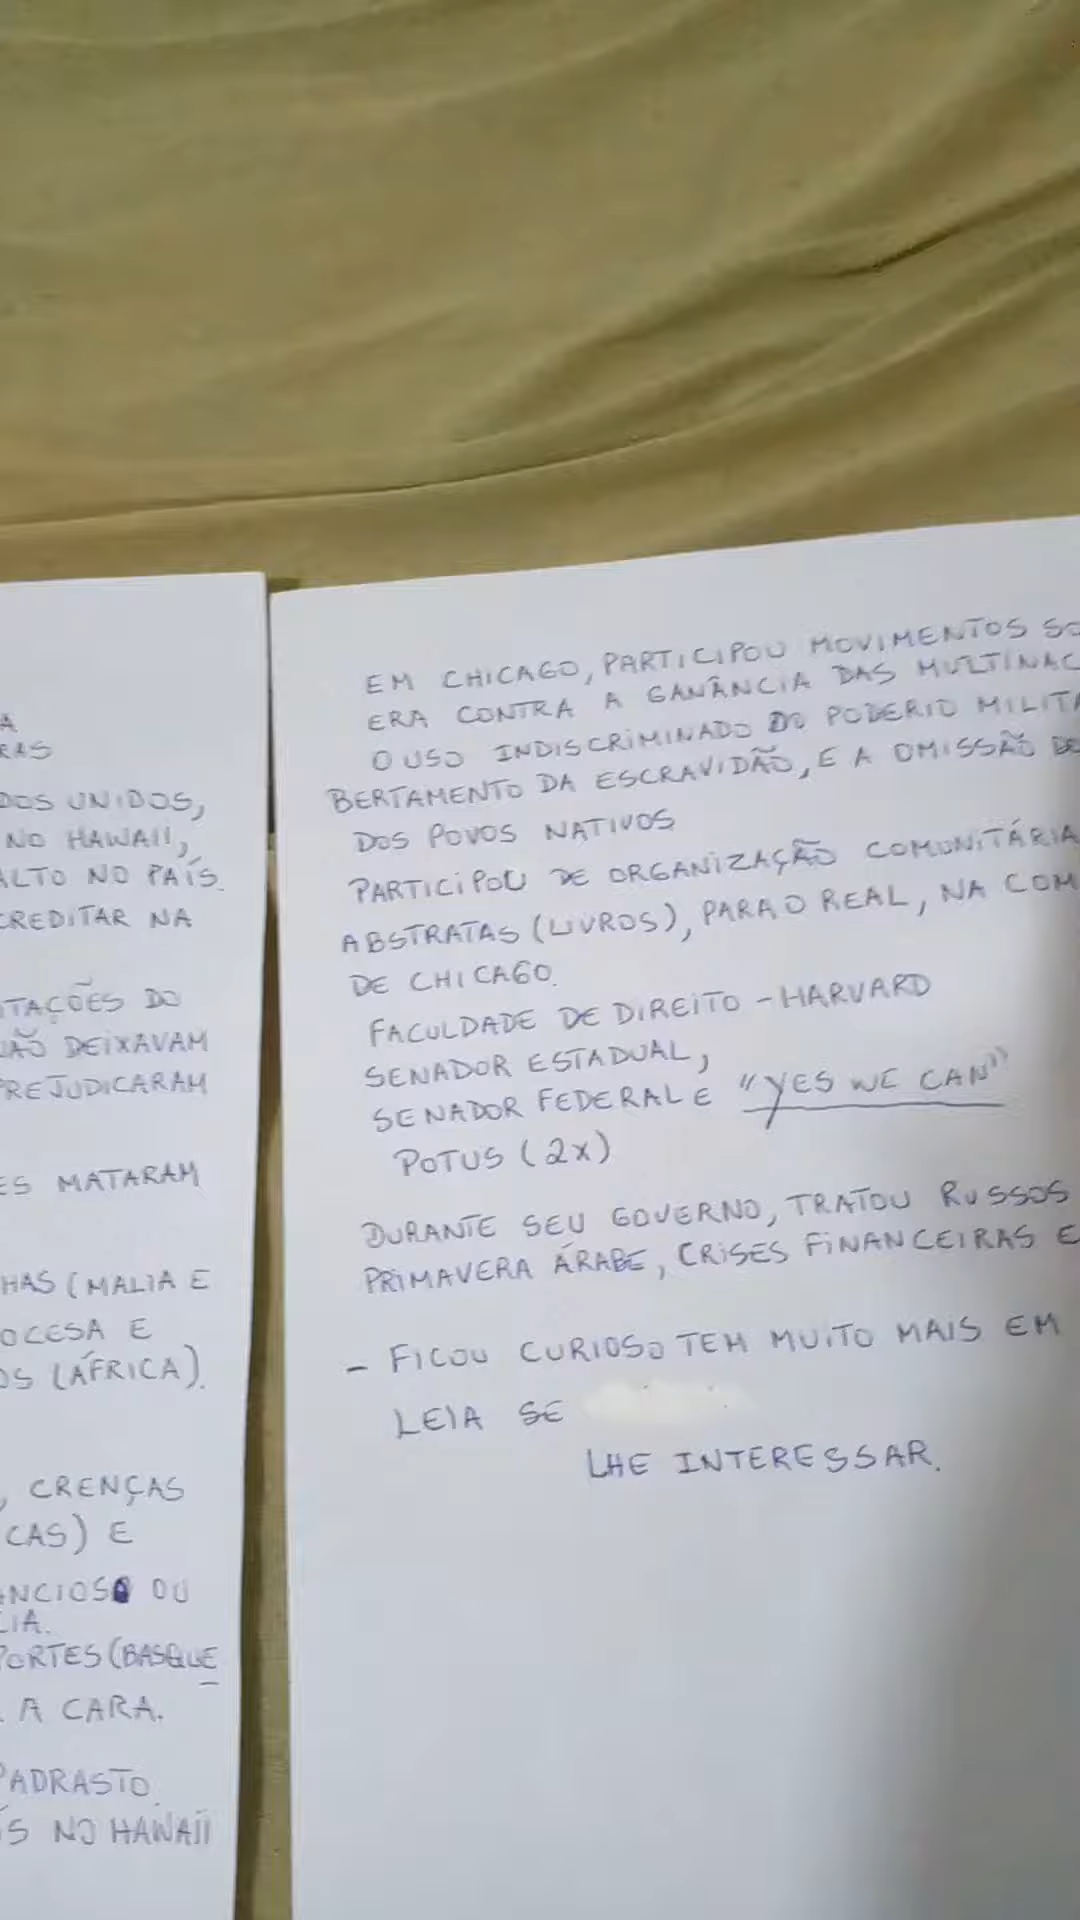 A
RAS
DOS UNIDOS,
NO HAWAII,
ALTO NO PAÍS.
CREDITAR NA
TAÇÕES DO
NÃO DEIXAVAM
PREJUDICARAM
ES MATARAM
HAS (MALIA E
OCESA E
OS (ÁFRICA).
, CRENÇAS
CAS) E
ANCIOSO OU
CIA.
PORTES (BASQUE
A CARA.
PADRASTO.
ÍS NO HAWAII
EM CHICAGO, PARTICIPOU MOVIMENTOS SO
ERA CONTRA A GANÂNCIA DAS MULTINAC
O USO INDISCRIMINADO DO PODERIO MILITA
BERTAMENTO DA ESCRAVIDÃO, E A OMISSÃO DE
DOS POVOS NATIVOS
PARTICIPOU DE ORGANIZAÇÃO COMUNITÁRIA
ABSTRATAS (LIVROS), PARA O REAL, NA COM
DE CHICAGO.
FACULDADE DE DIREITO - HARVARD
SENADOR ESTADUAL,
SENADOR FEDERAL E "YES WE CAN"
POTUS (2X)
DURANTE SEU GOVERNO, TRATOU RUSSOS
PRIMAVERA ÁRABE, CRISES FINANCEIRAS E
- FICOU CURIOSO TEM MUITO MAIS EM
LEIA SE
LHE INTERESSAR.